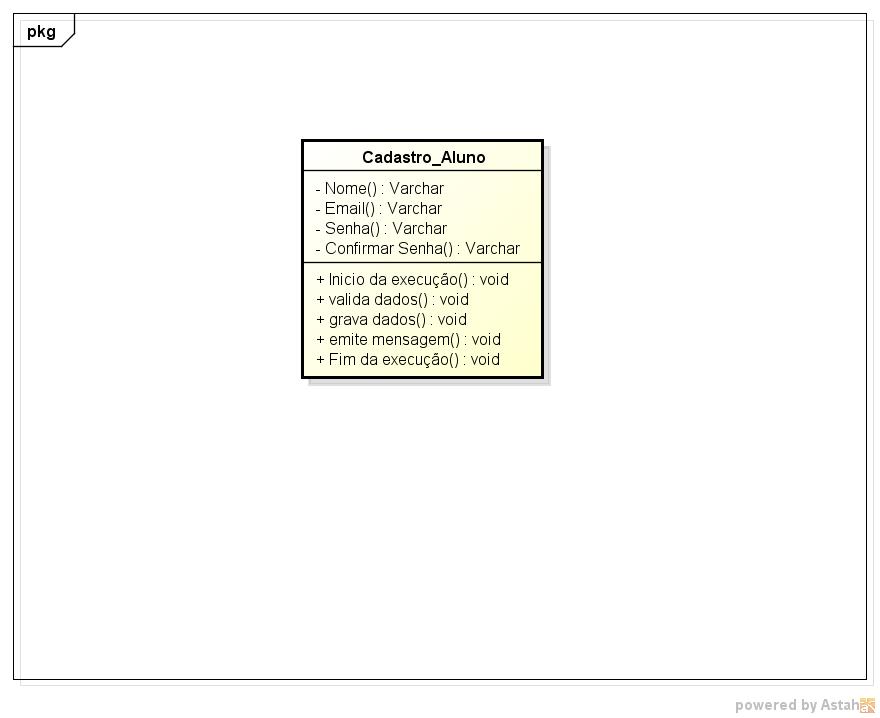 pkg
Cadastro_Aluno
- Nome() : Varchar
- Email() : Varchar
- Senha() : Varchar
- Confirmar Senha() : Varchar
+ Inicio da execução() : void
+ valida dados() : void
+ grava dados() : void
+ emite mensagem() : void
+ Fim da execução() : void
powered by Astah